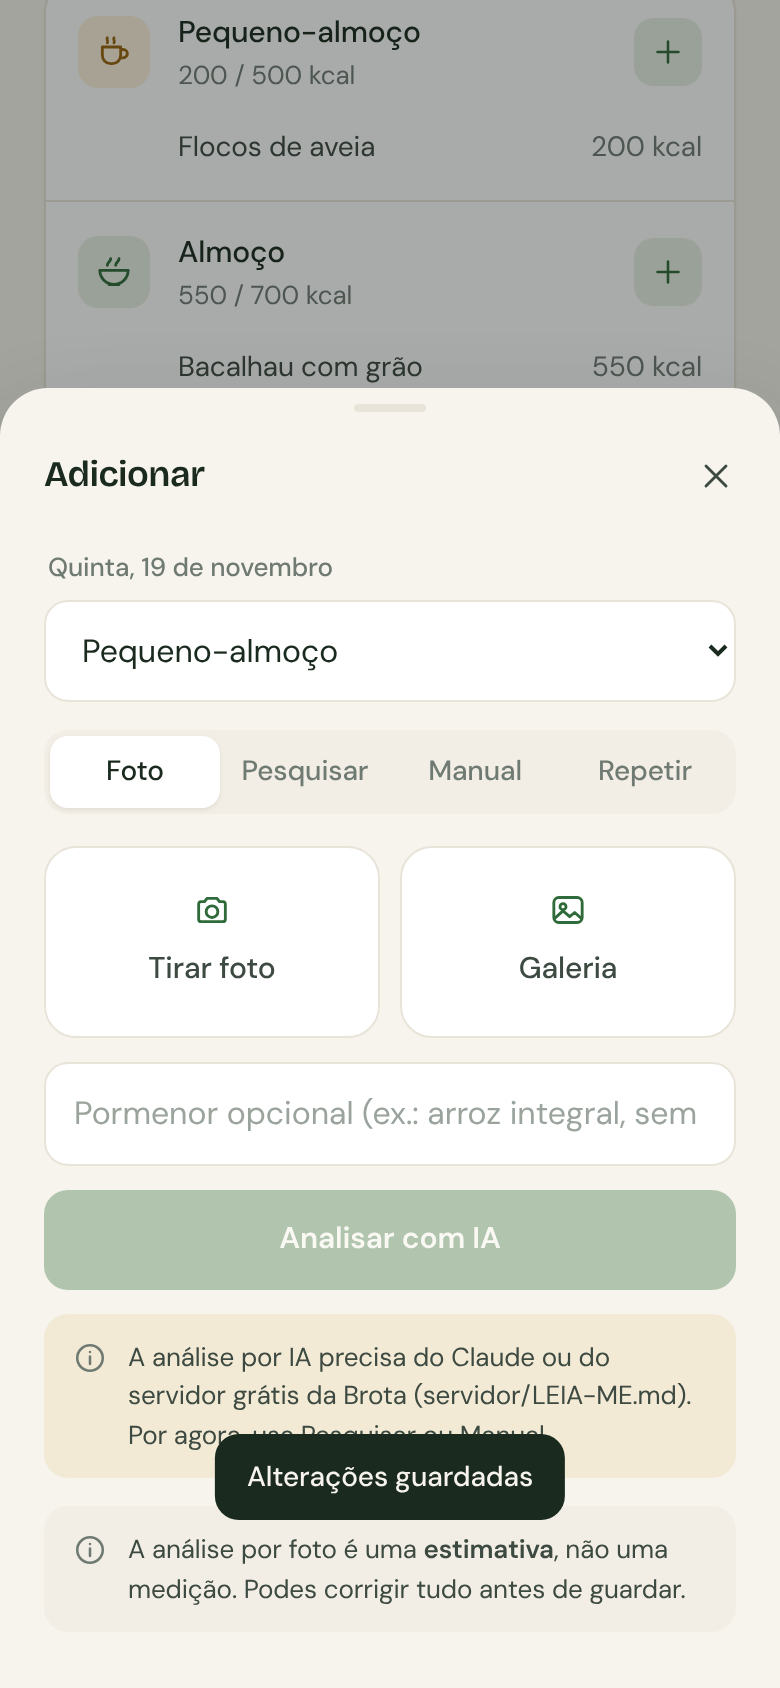 Pequeno-almoço
200 / 500 kcal
Flocos de aveia 200 kcal
Almoço
550 / 700 kcal
Bacalhau com grão 550 kcal
Adicionar
Quinta, 19 de novembro
Pequeno-almoço
Foto Pesquisar Manual Repetir
Tirar foto Galeria
Pormenor opcional (ex.: arroz integral, sem
Analisar com IA
A análise por IA precisa do Claude ou do
servidor grátis da Brota (servidor/LEIA-ME.md).
Por agora, use Pesquisar ou Manual.
Alterações guardadas
A análise por foto é uma estimativa, não uma
medição. Podes corrigir tudo antes de guardar.